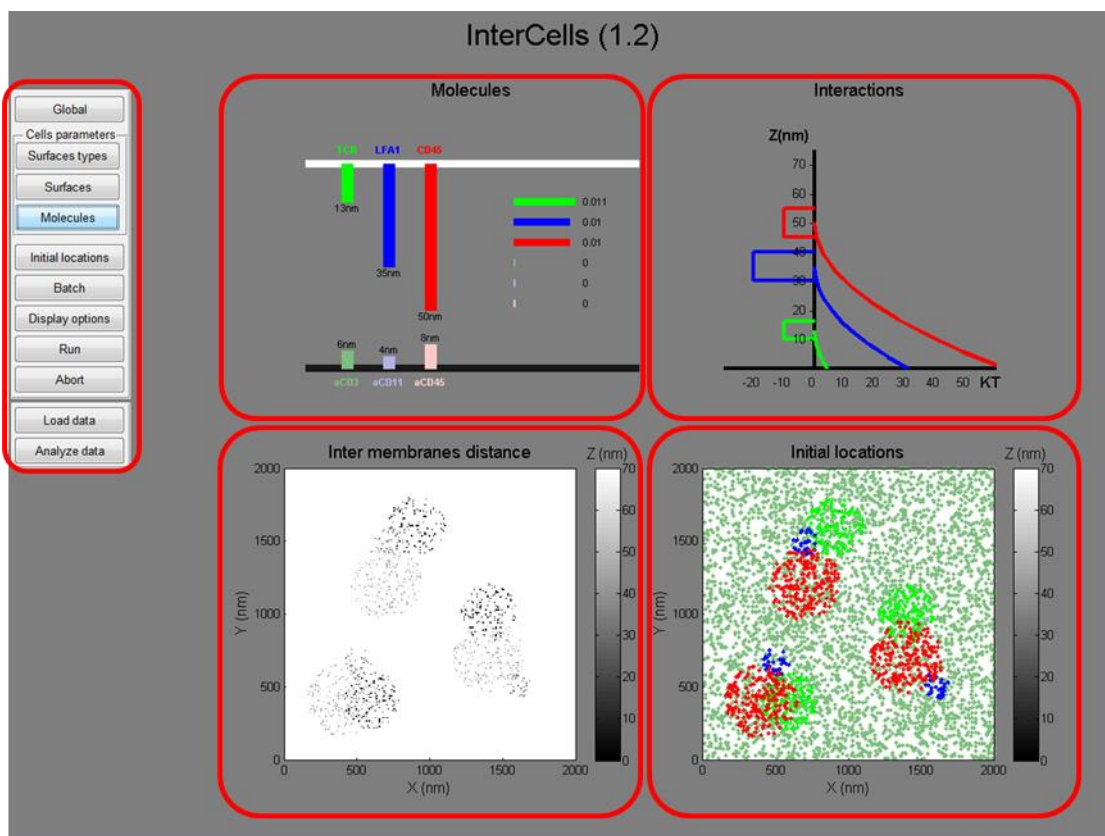 InterCells (1.2)
Global
Cells parameters
Surfaces types
Surfaces
Molecules
Initial locations
Batch
Display options
Run
Abort
Load data
Analyze data
Molecules
TCR LFA1 CD45
13nm
35nm
50nm
0.011
0.01
0.01
0
0
0
6nm 4nm 8nm
aCD3 aCD11 aCD45
Interactions
Z(nm)
70
60
50
40
30
20
10
-20 -10 0 10 20 30 40 50 KT
Inter membranes distance
Z (nm)
2000
1500
1000
500
0
Y (nm)
0 500 1000 1500 2000
X (nm)
70
60
50
40
30
20
10
0
Initial locations
Z (nm)
2000
1500
1000
500
0
Y (nm)
0 500 1000 1500 2000
X (nm)
70
60
50
40
30
20
10
0